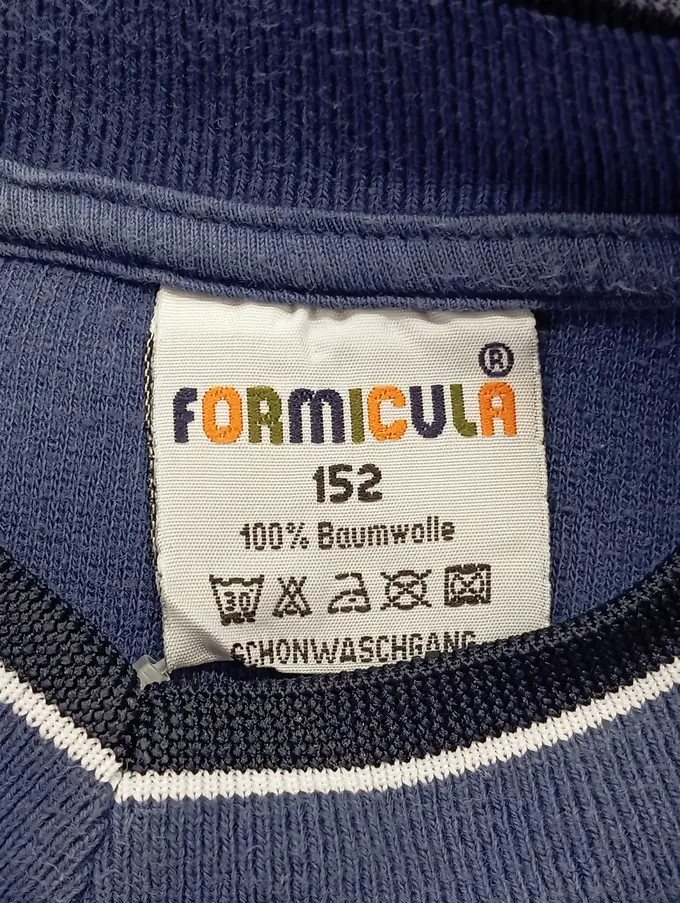 ®
FORMICULA
152
100% Baumwolle
30
SCHONWASCHGANG